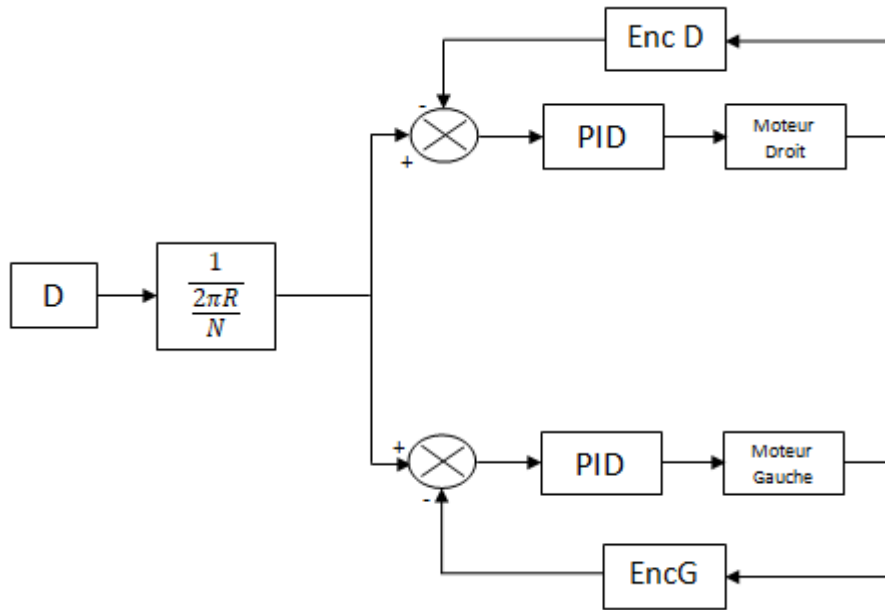 Enc D
-
+
PID
Moteur
Droit
D
1
2πR
N
+
-
PID
Moteur
Gauche
EncG